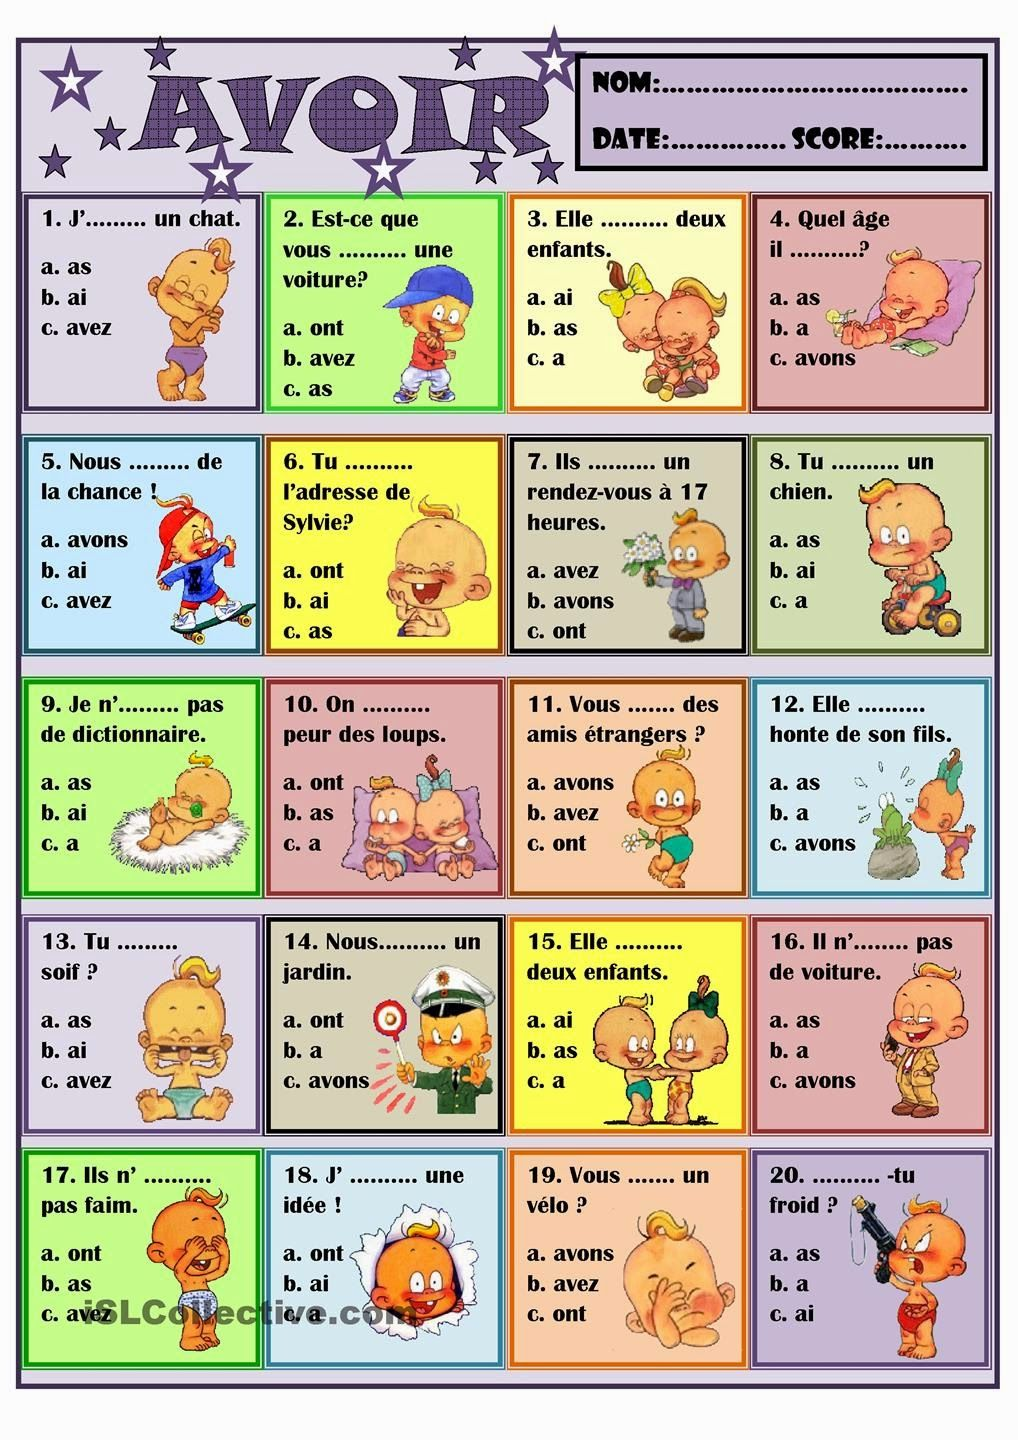 AVOIR
NOM:......................................
DATE:.............. SCORE:..........
1. J'.......... un chat.
a. as
b. ai
c. avez
2. Est-ce que
vous .......... une
voiture?
a. ont
b. avez
c. as
3. Elle .......... deux
enfants.
a. ai
b. as
c. a
4. Quel âge
il ..........?
a. as
b. a
c. avons
5. Nous ......... de
la chance !
a. avons
b. ai
c. avez
6. Tu ..........
l'adresse de
Sylvie?
a. ont
b. ai
c. as
7. Ils .......... un
rendez-vous à 17
heures.
a. avez
b. avons
c. ont
8. Tu .......... un
chien.
a. as
b. ai
c. a
9. Je n'......... pas
de dictionnaire.
a. as
b. ai
c. a
10. On ..........
peur des loups.
a. ont
b. as
c. a
11. Vous ....... des
amis étrangers ?
a. avons
b. avez
c. ont
12. Elle ..........
honte de son fils.
a. as
b. a
c. avons
13. Tu .........
soif ?
a. as
b. ai
c. avez
14. Nous.......... un
jardin.
a. ont
b. a
c. avons
15. Elle ..........
deux enfants.
a. ai
b. as
c. a
16. Il n'........ pas
de voiture.
a. as
b. a
c. avons
17. Ils n' ..........
pas faim.
a. ont
b. as
c. avez
18. J' .......... une
idée !
a. ont
b. ai
c. a
19. Vous ....... un
vélo ?
a. avons
b. avez
c. ont
20. .......... -tu
froid ?
a. as
b. a
c. ai
iSLCollective.com